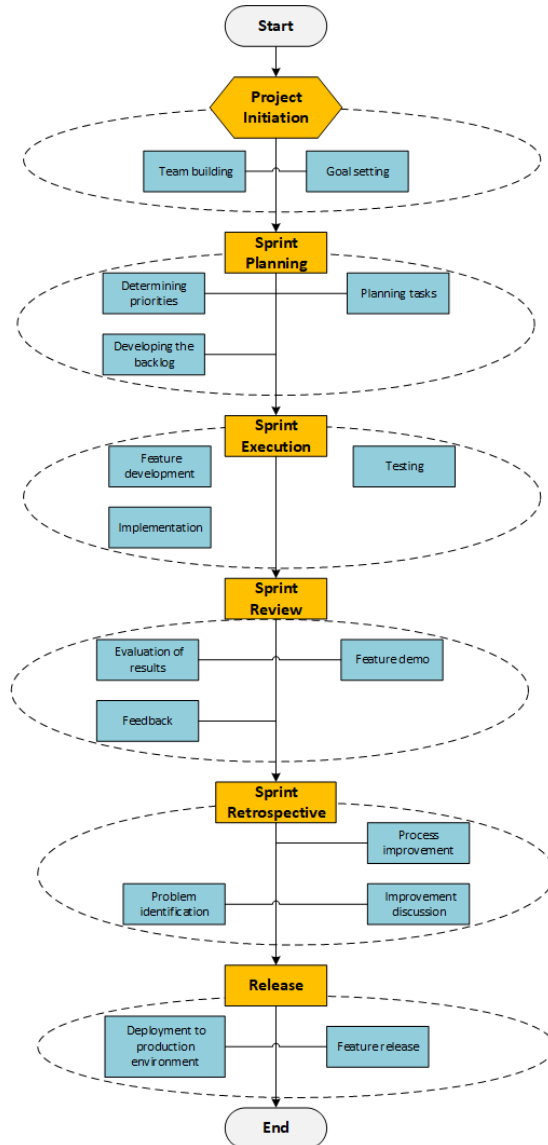 Start
Project
Initiation
Team building
Goal setting
Sprint
Planning
Determining
priorities
Planning tasks
Developing the
backlog
Sprint
Execution
Feature
development
Testing
Implementation
Sprint
Review
Evaluation of
results
Feature demo
Feedback
Sprint
Retrospective
Process
improvement
Problem
identification
Improvement
discussion
Release
Deployment to
production
environment
Feature release
End